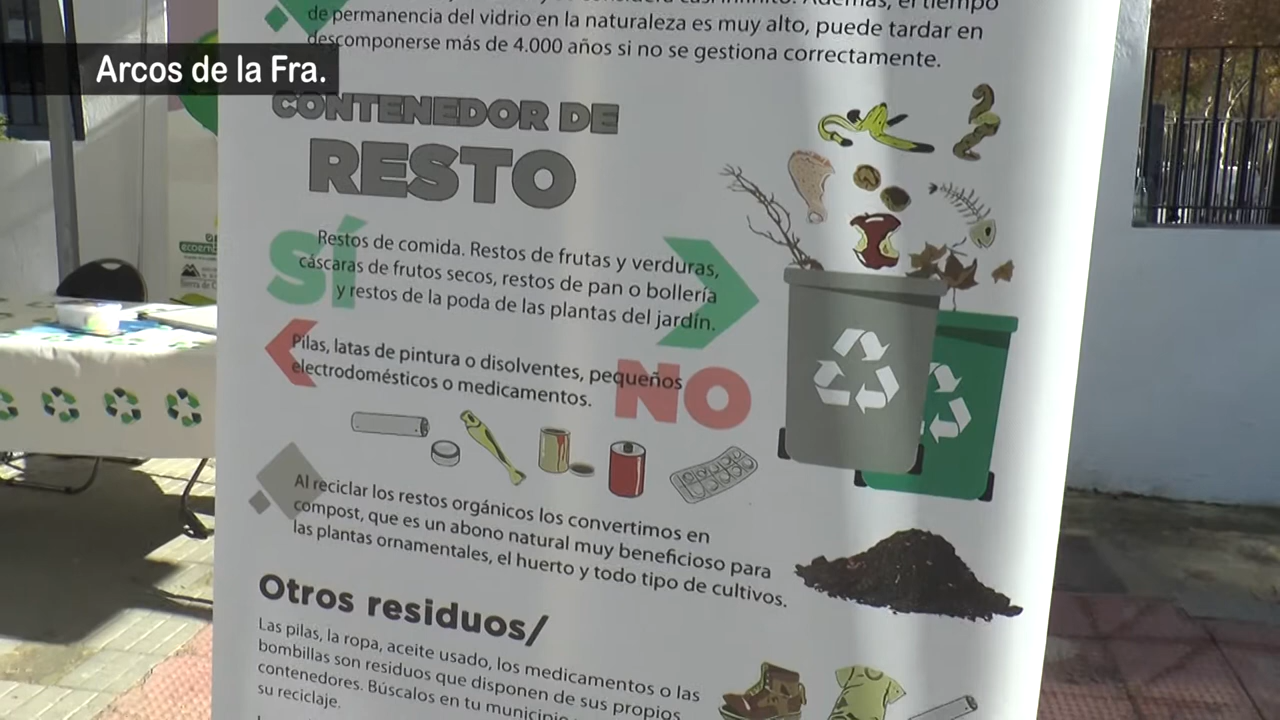 Arcos de la Fra.
de permanencia del vidrio en la naturaleza es muy alto, puede tardar en
descomponerse más de 4.000 años si no se gestiona correctamente.
CONTENEDOR DE
RESTO
SÍ
Restos de comida. Restos de frutas y verduras,
cáscaras de frutos secos, restos de pan o bollería
y restos de la poda de las plantas del jardín.
Pilas, latas de pintura o disolventes, pequeños
electrodomésticos o medicamentos.
NO
Al reciclar los restos orgánicos los convertimos en
compost, que es un abono natural muy beneficioso para
las plantas ornamentales, el huerto y todo tipo de cultivos.
Otros residuos/
Las pilas, la ropa, aceite usado, los medicamentos o las
bombillas son residuos que disponen de sus propios
contenedores. Búscalos en tu municipio
su reciclaje.